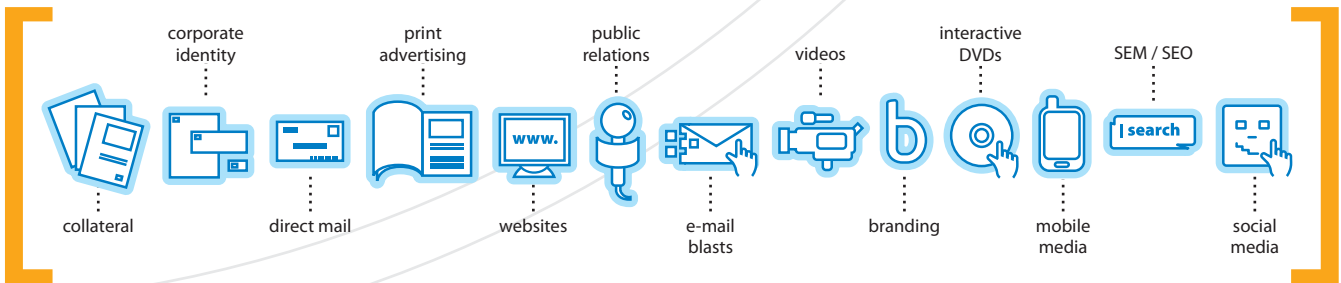 corporate
identity
print
advertising
public
relations
videos
interactive
DVDs
SEM / SEO
www.
b
search
collateral
direct mail
websites
e-mail
blasts
branding
mobile
media
social
media